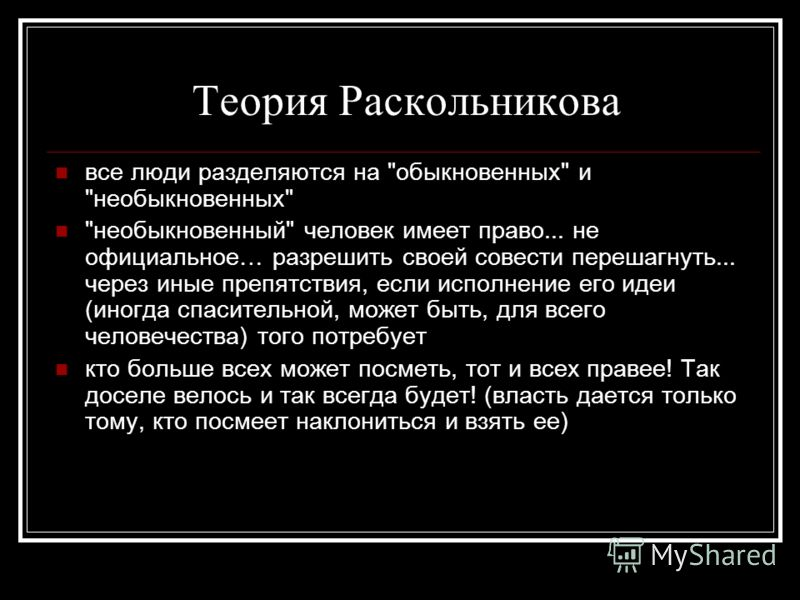 Теория Раскольникова
все люди разделяются на "обыкновенных" и
"необыкновенных"
"необыкновенный" человек имеет право... не
официальное… разрешить своей совести перешагнуть...
через иные препятствия, если исполнение его идеи
(иногда спасительной, может быть, для всего
человечества) того потребует
кто больше всех может посметь, тот и всех правее! Так
доселе велось и так всегда будет! (власть дается только
тому, кто посмеет наклониться и взять ее)
MyShared